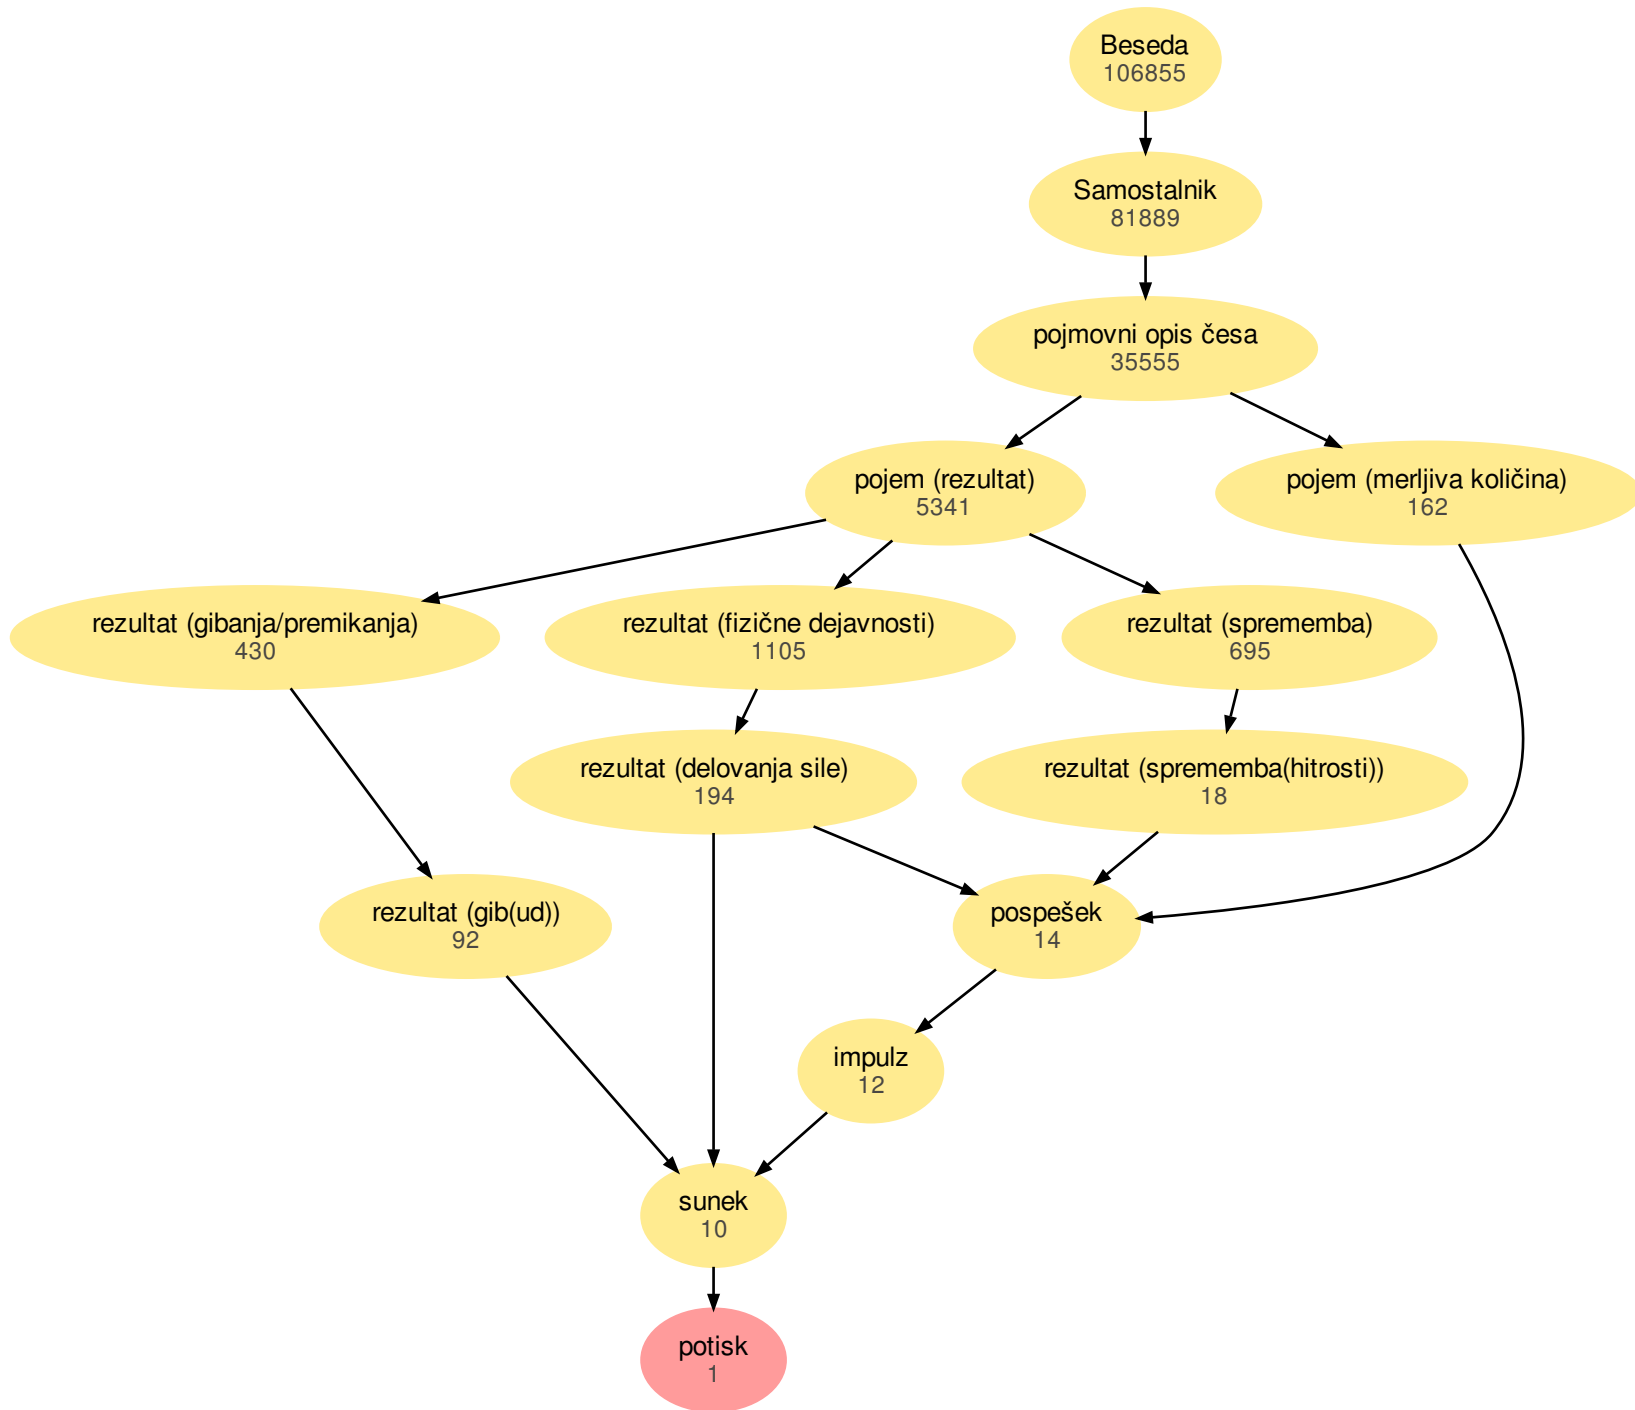 Beseda
106855
Samostalnik
81889
pojmovni opis česa
35555
pojem (rezultat)
5341
pojem (merljiva količina)
162
rezultat (gibanja/premikanja)
430
rezultat (fizične dejavnosti)
1105
rezultat (sprememba)
695
rezultat (delovanja sile)
194
rezultat (sprememba(hitrosti))
18
rezultat (gib(ud))
92
pospešek
14
impulz
12
sunek
10
potisk
1